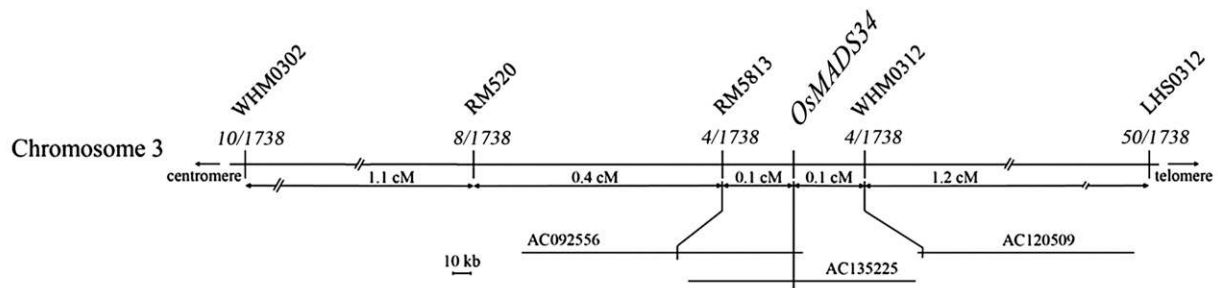 WHM0302 RM520 RM5813 OsMADS34 WHM0312 LHS0312
10/1738 8/1738 4/1738 4/1738 50/1738
Chromosome 3
centromere telomere
1.1 cM 0.4 cM 0.1 cM 0.1 cM 1.2 cM
AC092556 AC120509
10 kb AC135225